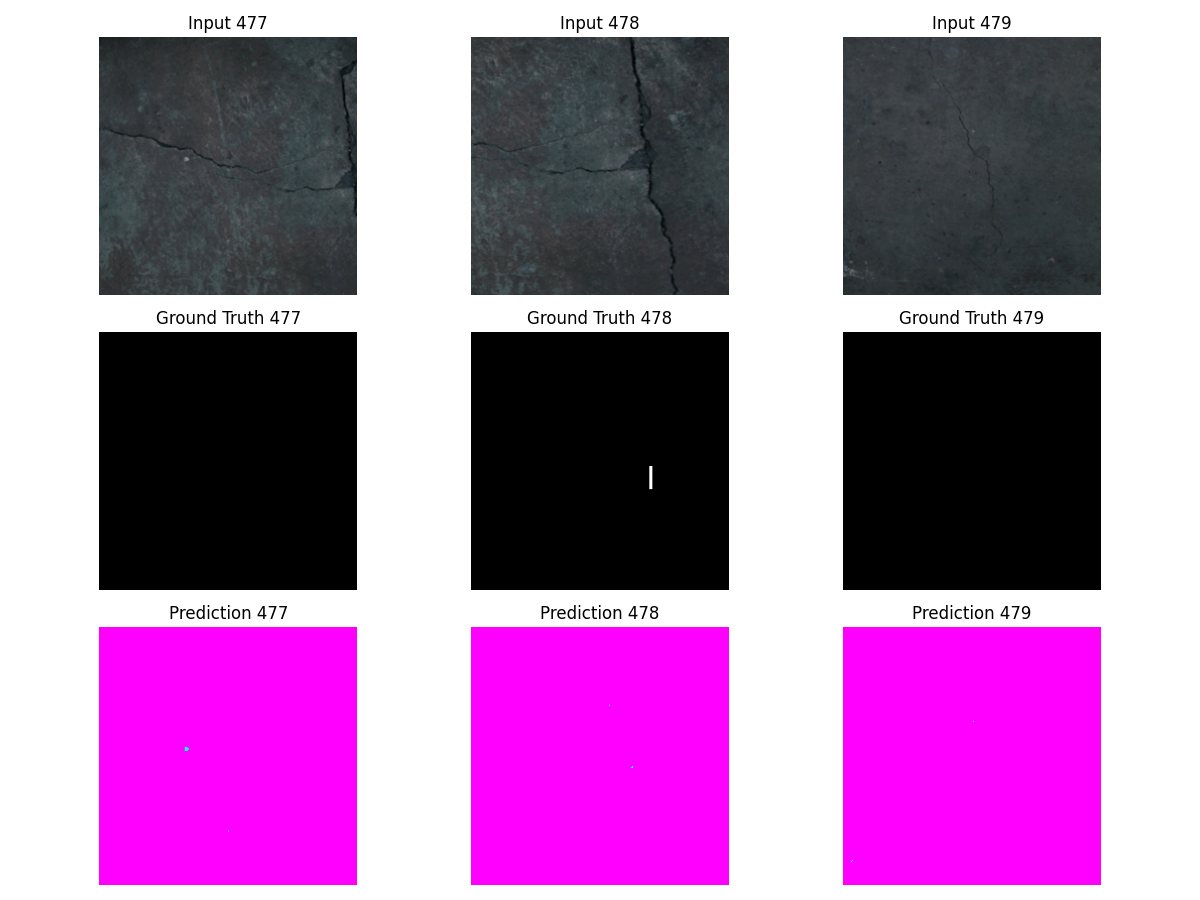 Input 477
Input 478
Input 479
Ground Truth 477
Ground Truth 478
Ground Truth 479
Prediction 477
Prediction 478
Prediction 479